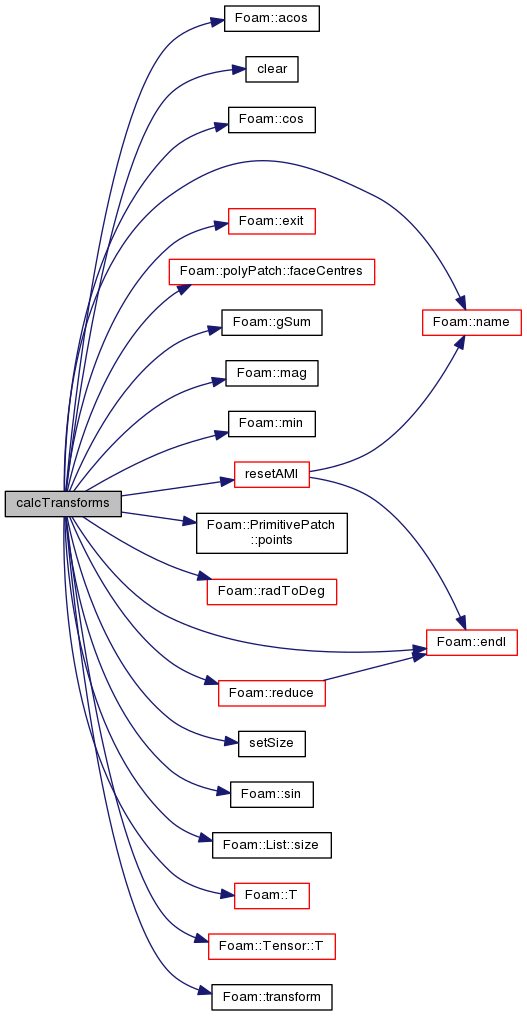 Foam::acos
clear
Foam::cos
Foam::exit
Foam::polyPatch::faceCentres
Foam::gSum
Foam::name
Foam::mag
Foam::min
resetAMI
calcTransforms
Foam::PrimitivePatch
::points
Foam::radToDeg
Foam::endl
Foam::reduce
setSize
Foam::sin
Foam::List::size
Foam::T
Foam::Tensor::T
Foam::transform